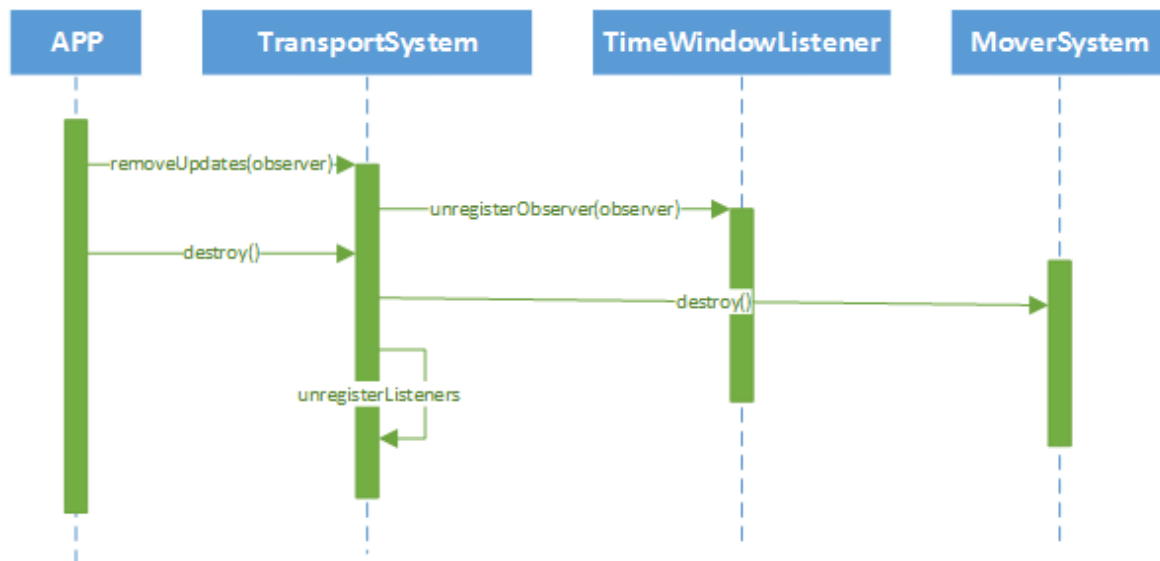 APP
TransportSystem
TimeWindowListener
MoverSystem
removeUpdates(observer)
unregisterObserver(observer)
destroy()
destroy()
unregisterListeners